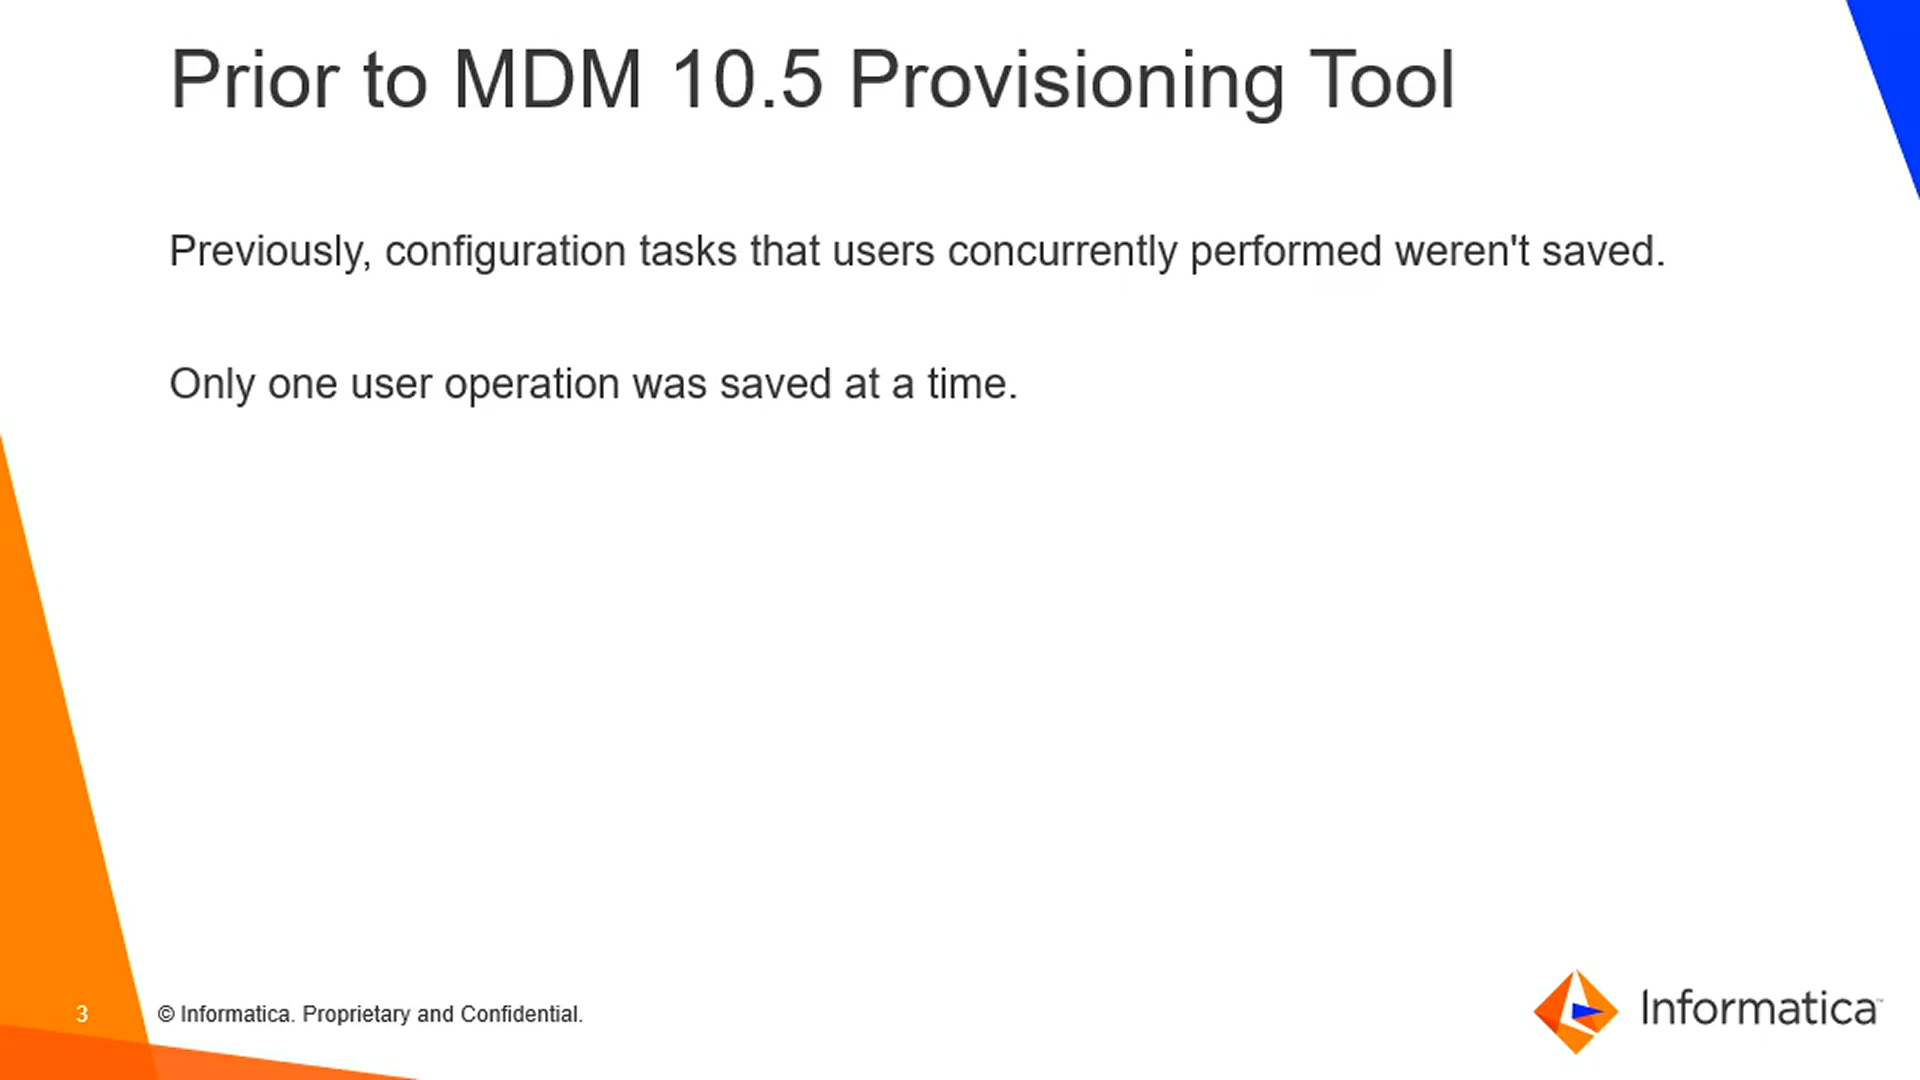 Prior to MDM 10.5 Provisioning Tool
Previously, configuration tasks that users concurrently performed weren't saved.
Only one user operation was saved at a time.
3
© Informatica. Proprietary and Confidential.
Informatica™